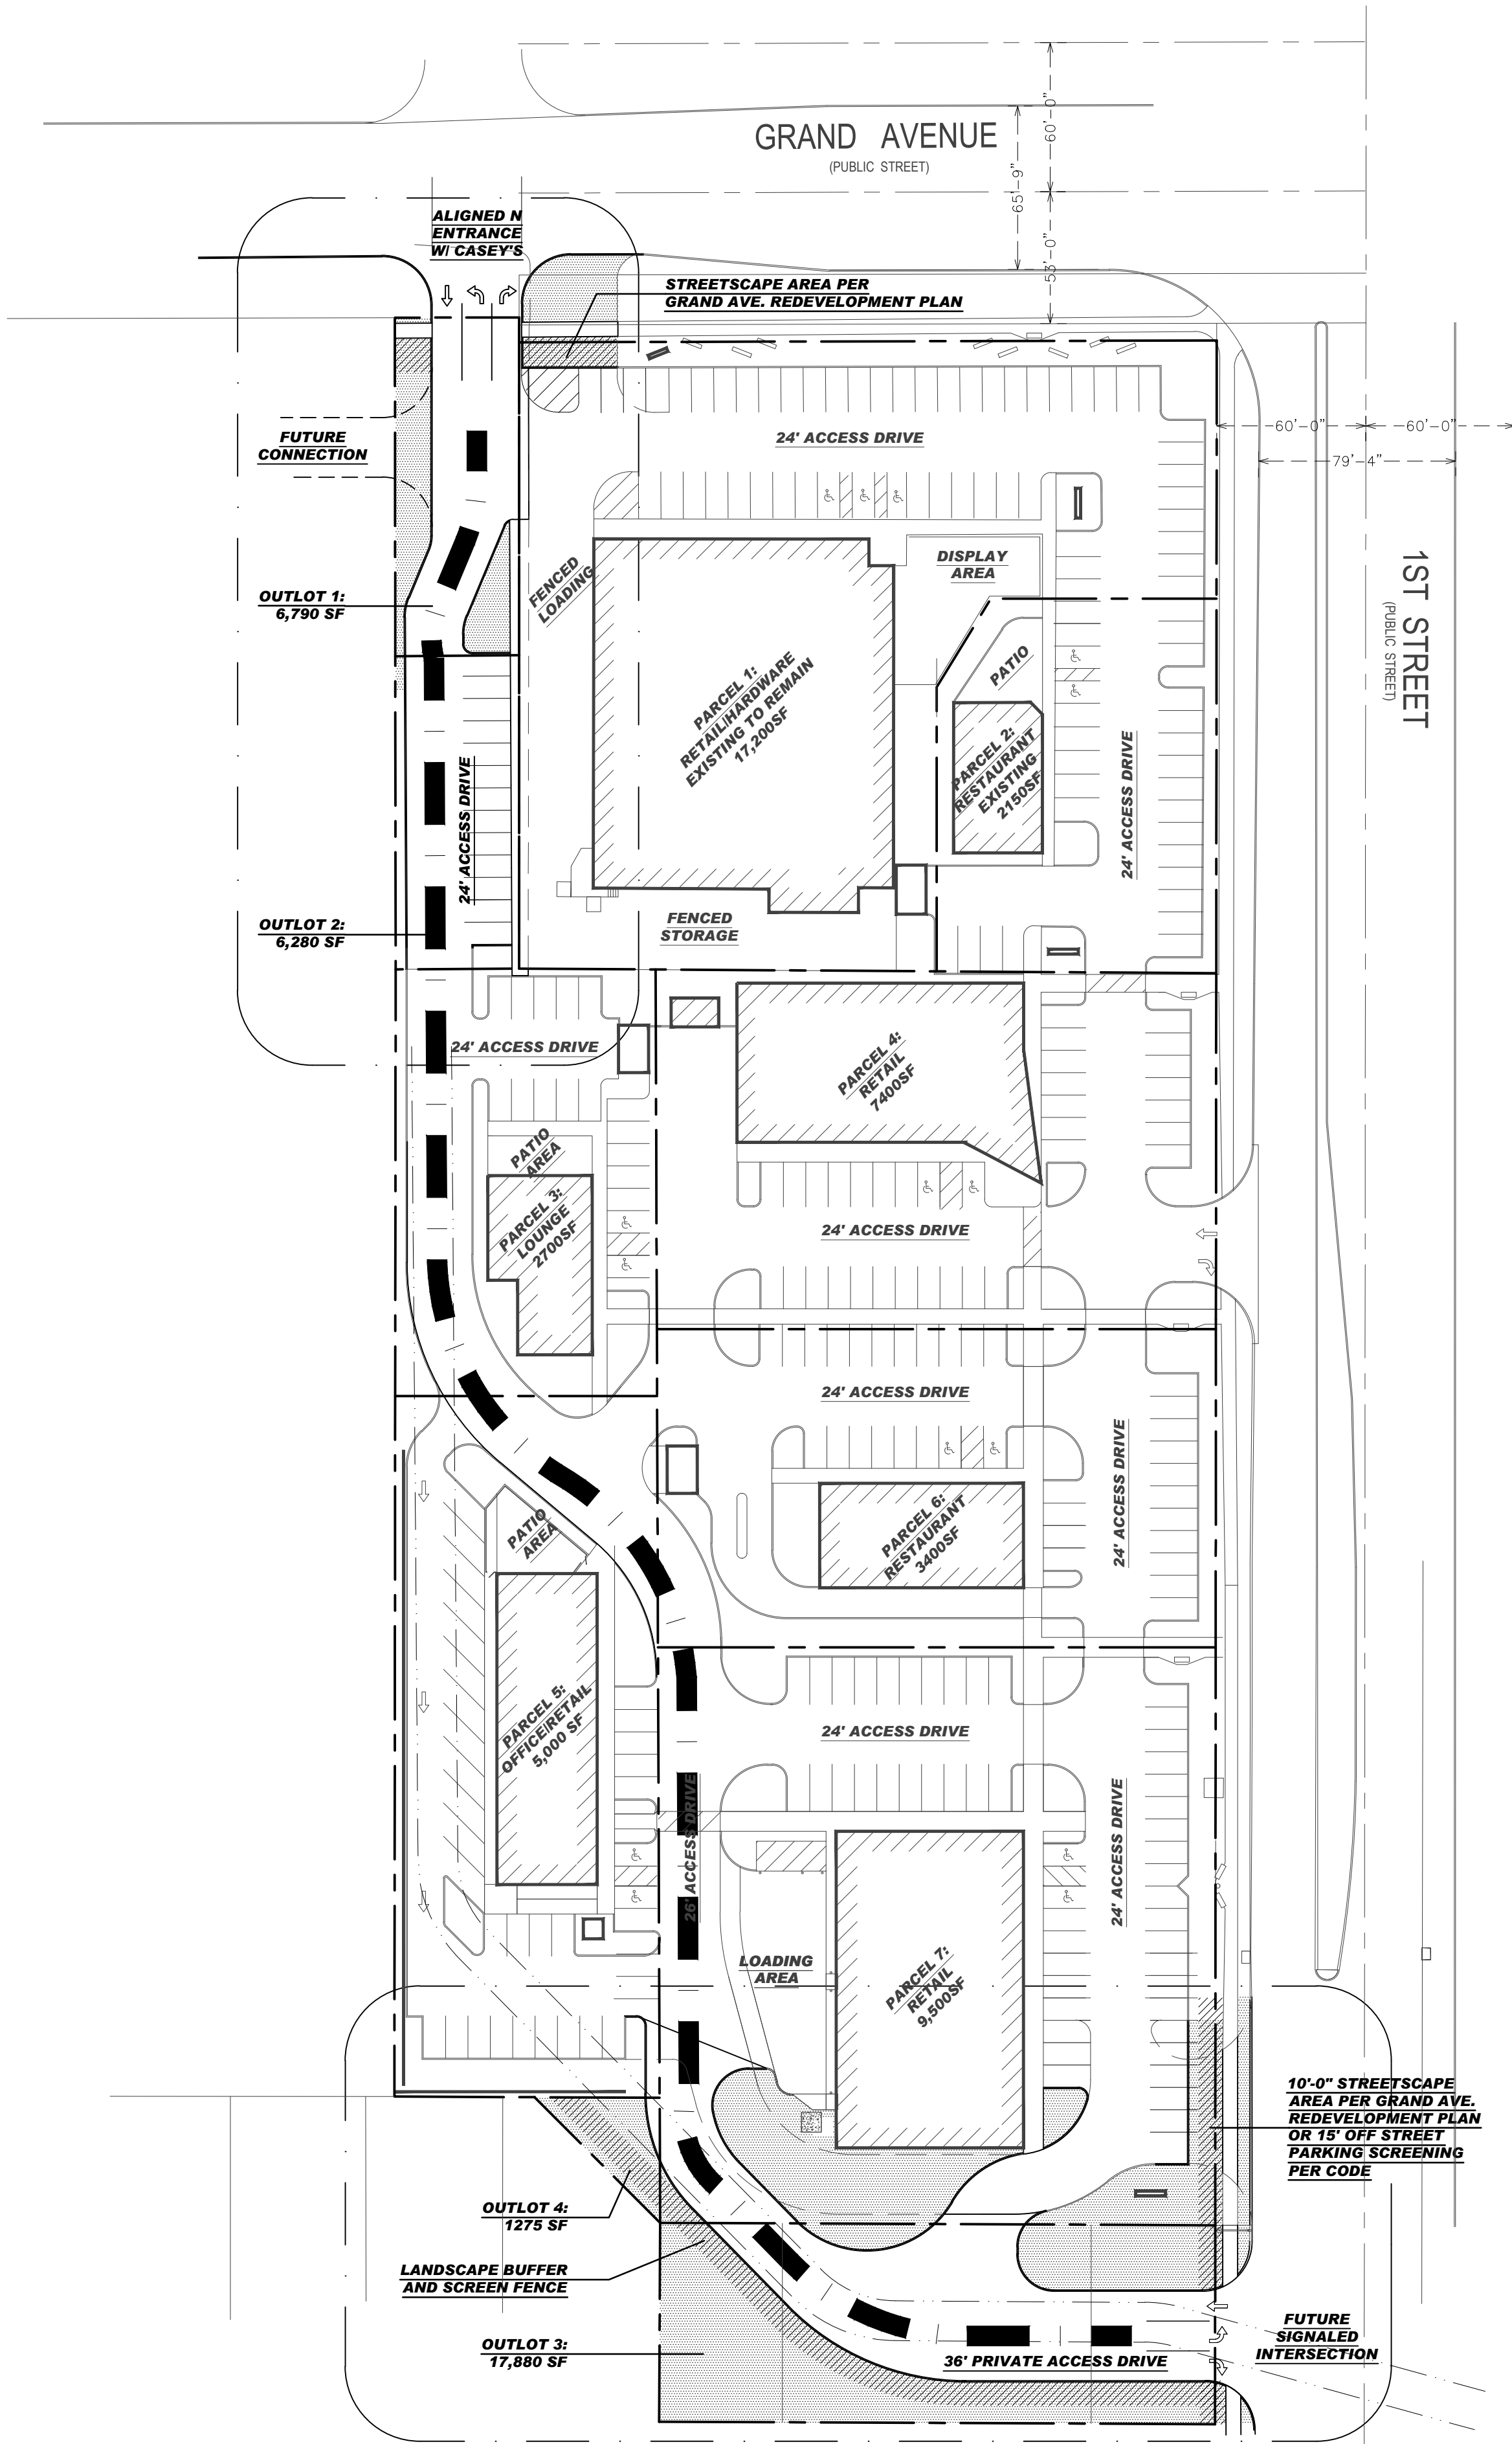 GRAND AVENUE
(PUBLIC STREET)
60'-0"
65'-9"
53'-0"
ALIGNED N
ENTRANCE
W/ CASEY'S
STREETSCAPE AREA PER
GRAND AVE. REDEVELOPMENT PLAN
FUTURE
CONNECTION
24' ACCESS DRIVE
60'-0"
60'-0"
79'-4"
1ST STREET
(PUBLIC STREET)
FENCED
LOADING
DISPLAY
AREA
OUTLOT 1:
6,790 SF
PARCEL 1:
RETAIL/HARDWARE
EXISTING TO REMAIN
17,200SF
PATIO
PARCEL 2:
RESTAURANT
EXISTING
2150SF
24' ACCESS DRIVE
24' ACCESS DRIVE
OUTLOT 2:
6,280 SF
FENCED
STORAGE
24' ACCESS DRIVE
PARCEL 4:
RETAIL
7400SF
PATIO
AREA
PARCEL 3:
LOUNGE
2700SF
24' ACCESS DRIVE
24' ACCESS DRIVE
24' ACCESS DRIVE
PATIO
AREA
PARCEL 6:
RESTAURANT
3400SF
PARCEL 5:
OFFICE/RETAIL
5,000 SF
24' ACCESS DRIVE
26' ACCESS DRIVE
24' ACCESS DRIVE
LOADING
AREA
PARCEL 7:
RETAIL
9,500SF
10'-0" STREETSCAPE
AREA PER GRAND AVE.
REDEVELOPMENT PLAN
OR 15' OFF STREET
PARKING SCREENING
PER CODE
OUTLOT 4:
1275 SF
LANDSCAPE BUFFER
AND SCREEN FENCE
OUTLOT 3:
17,880 SF
36' PRIVATE ACCESS DRIVE
FUTURE
SIGNALED
INTERSECTION